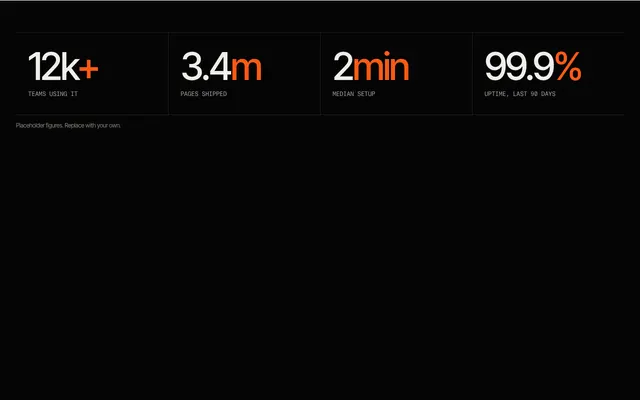 12k+
TEAMS USING IT
3.4m
PAGES SHIPPED
2min
MEDIAN SETUP
99.9%
UPTIME, LAST 90 DAYS
Placeholder figures. Replace with your own.